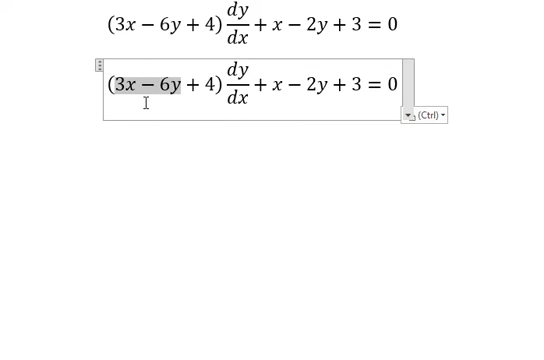 (3x − 6y + 4) dy/dx + x − 2y + 3 = 0
(3x − 6y + 4) dy/dx + x − 2y + 3 = 0
(Ctrl)